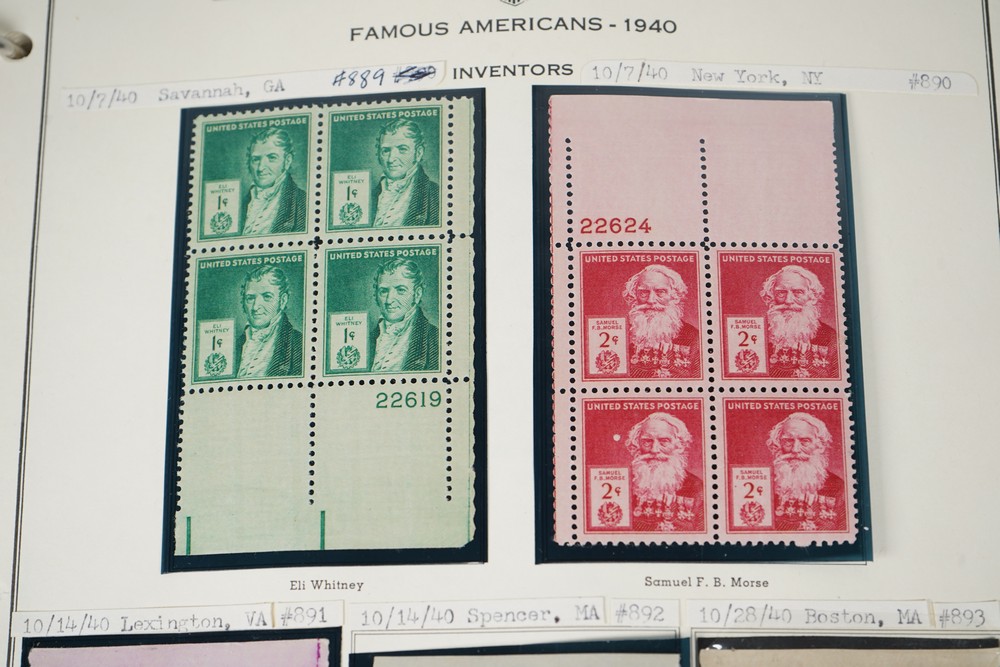 FAMOUS AMERICANS - 1940
INVENTORS
10/7/40 Savannah, GA #889
10/7/40 New York, NY #890
UNITED STATES POSTAGE UNITED STATES POSTAGE
ELI WHITNEY 1¢ ELI WHITNEY 1¢
UNITED STATES POSTAGE UNITED STATES POSTAGE
ELI WHITNEY 1¢ ELI WHITNEY 1¢
22619
22624
UNITED STATES POSTAGE UNITED STATES POSTAGE
SAMUEL F.B. MORSE 2¢ SAMUEL F.B. MORSE 2¢
UNITED STATES POSTAGE UNITED STATES POSTAGE
SAMUEL F.B. MORSE 2¢ SAMUEL F.B. MORSE 2¢
Eli Whitney
Samuel F. B. Morse
10/14/40 Lexington, VA #891
10/14/40 Spencer, MA #892
10/28/40 Boston, MA #893